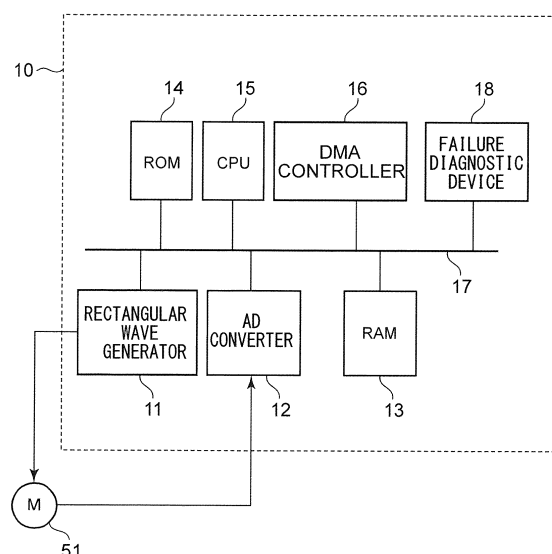 10
14
15
16
18
ROM
CPU
DMA
CONTROLLER
FAILURE
DIAGNOSTIC
DEVICE
17
RECTANGULAR
WAVE
GENERATOR
AD
CONVERTER
RAM
11
12
13
M
51